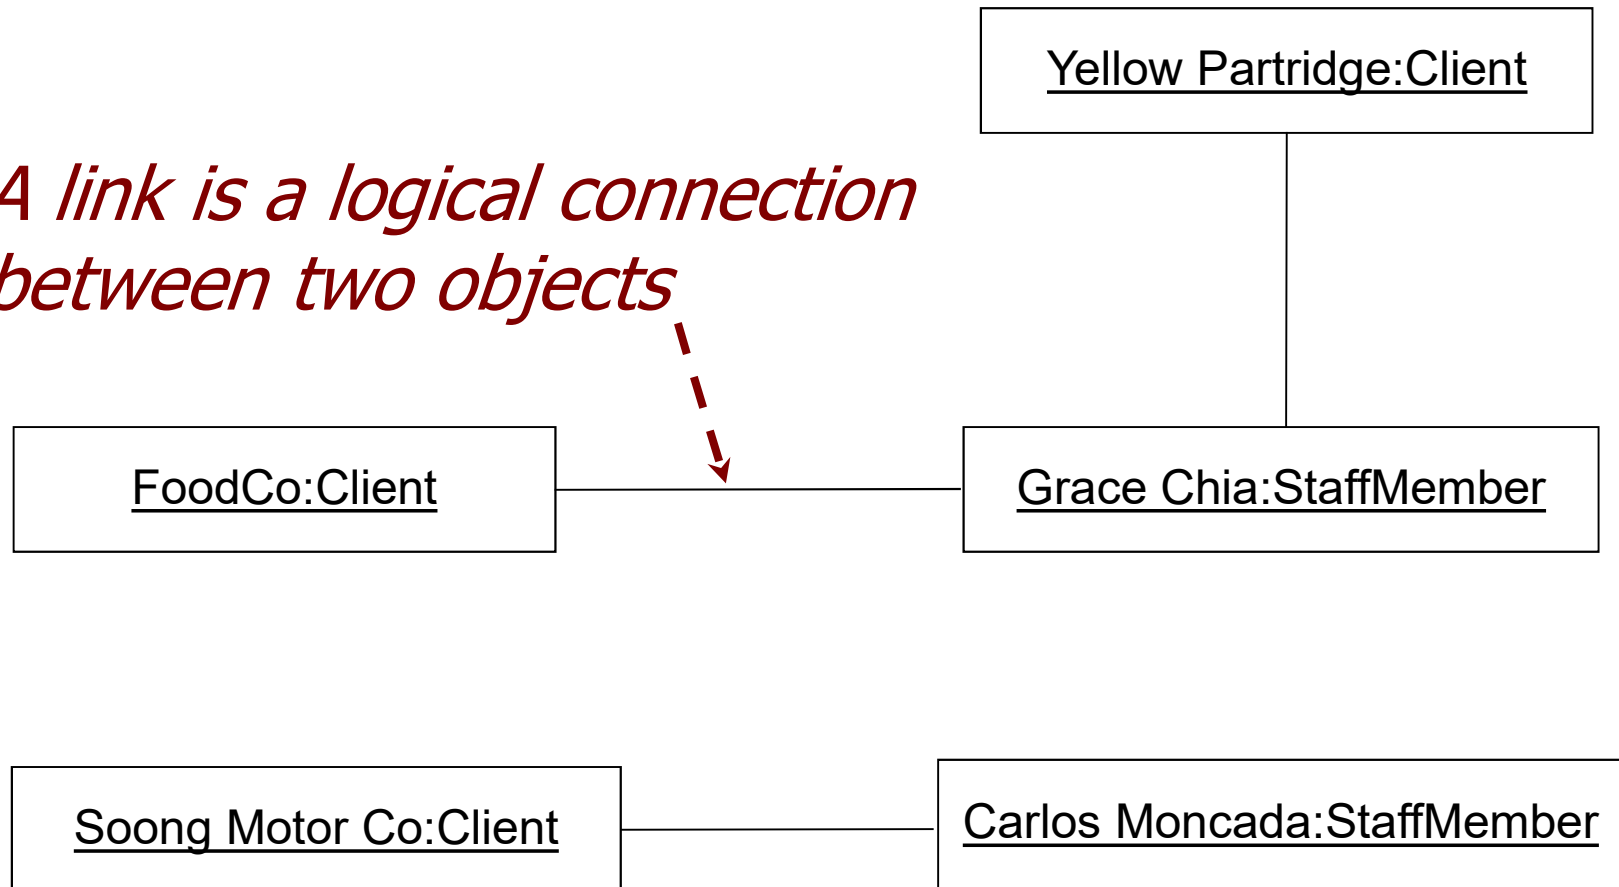 Yellow Partridge:Client
A link is a logical connection
between two objects
FoodCo:Client
Grace Chia:StaffMember
Soong Motor Co:Client
Carlos Moncada:StaffMember